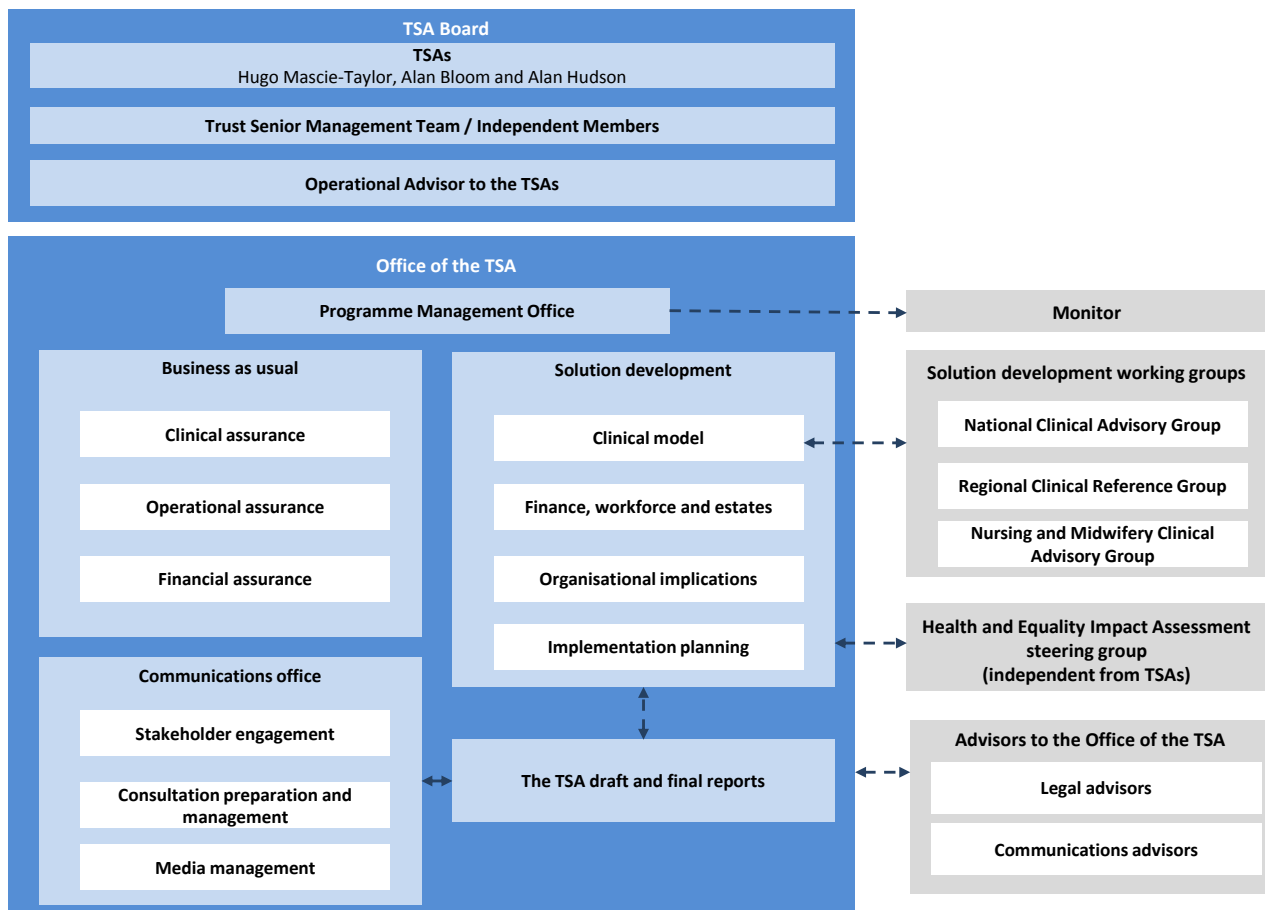 TSA Board
TSAs
Hugo Mascie-Taylor, Alan Bloom and Alan Hudson
Trust Senior Management Team / Independent Members
Operational Advisor to the TSAs
Office of the TSA
Programme Management Office
Monitor
Business as usual
Clinical assurance
Operational assurance
Financial assurance
Solution development
Clinical model
Finance, workforce and estates
Organisational implications
Implementation planning
Solution development working groups
National Clinical Advisory Group
Regional Clinical Reference Group
Nursing and Midwifery Clinical
Advisory Group
Health and Equality Impact Assessment
steering group
(independent from TSAs)
Communications office
Stakeholder engagement
Consultation preparation and
management
Media management
The TSA draft and final reports
Advisors to the Office of the TSA
Legal advisors
Communications advisors